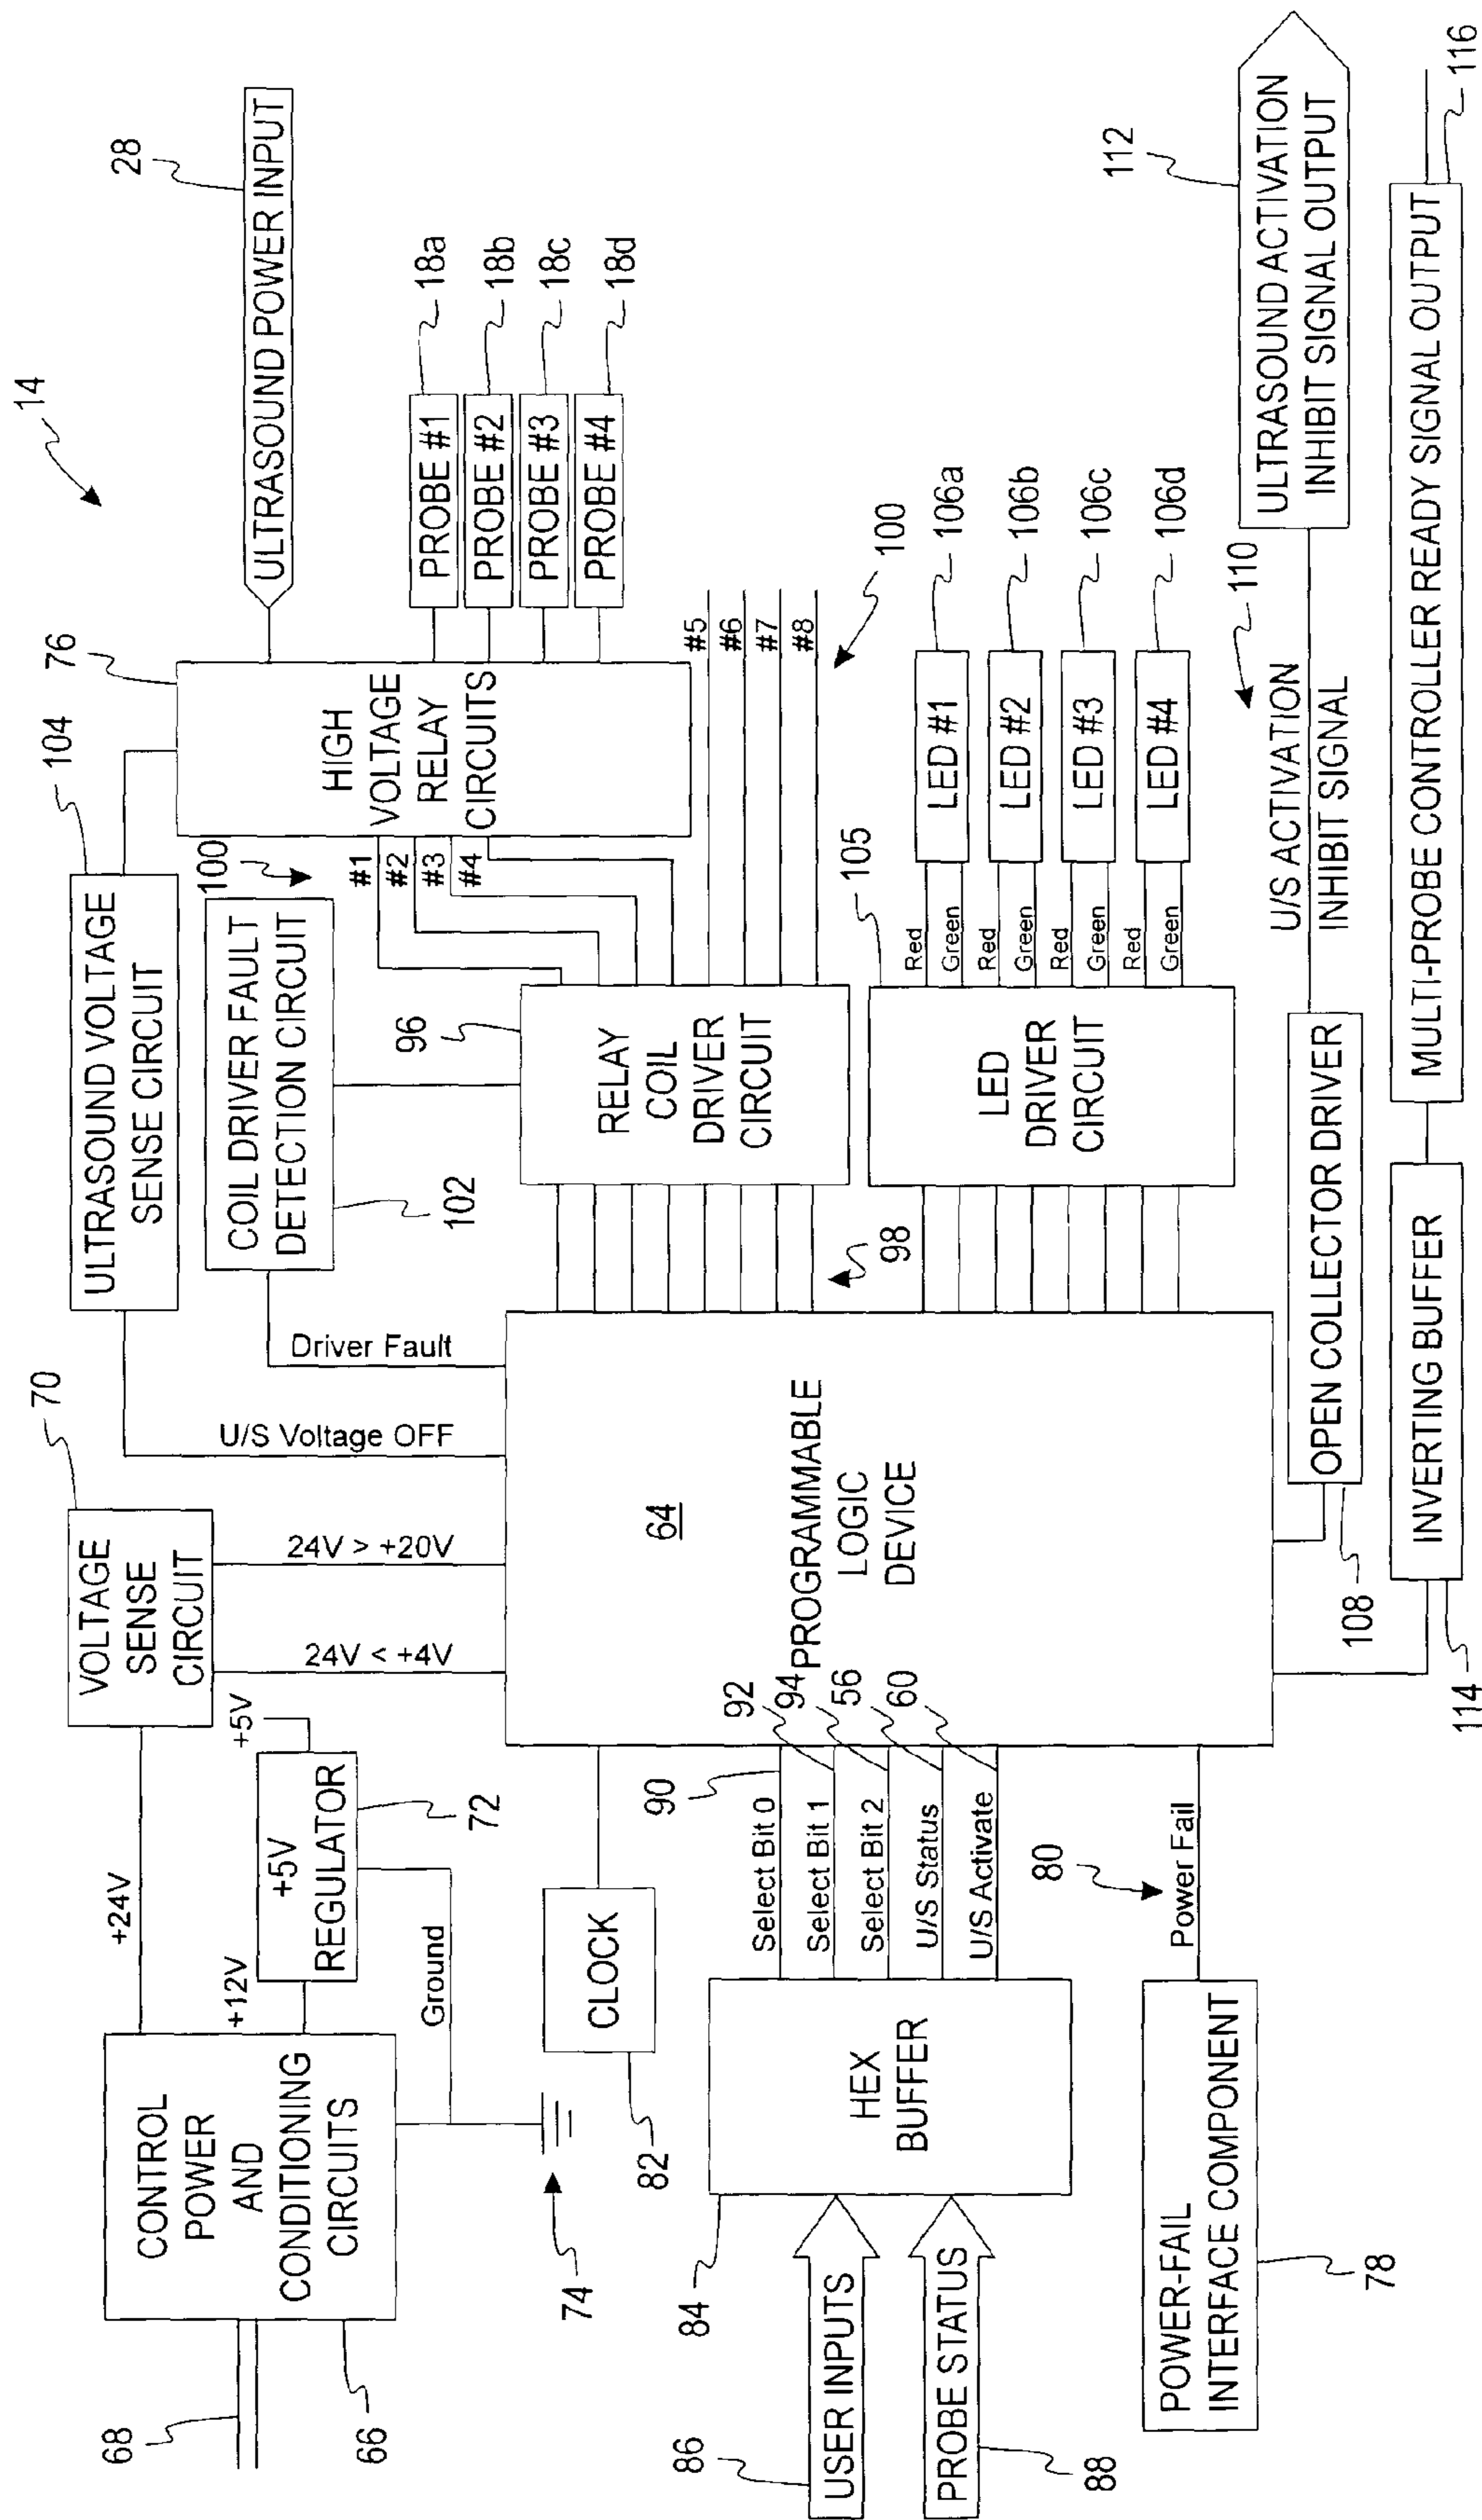 14
68
66
CONTROL
POWER
AND
CONDITIONING
CIRCUITS
+24V
+12V
Ground
74
+5V
REGULATOR
72
+5V
70
VOLTAGE
SENSE
CIRCUIT
24V < +4V
24V > +20V
U/S Voltage OFF
Driver Fault
104
ULTRASOUND VOLTAGE
SENSE CIRCUIT
COIL DRIVER FAULT
DETECTION CIRCUIT
102
100
76
HIGH
VOLTAGE
RELAY
CIRCUITS
28
ULTRASOUND POWER INPUT
PROBE #1
18a
PROBE #2
18b
PROBE #3
18c
PROBE #4
18d
#1
#2
#3
#4
96
RELAY
COIL
DRIVER
CIRCUIT
#5
#6
#7
#8
100
98
CLOCK
82
64
PROGRAMMABLE
LOGIC
DEVICE
84
HEX
BUFFER
86
USER INPUTS
88
PROBE STATUS
Select Bit 0
90
Select Bit 1
92
Select Bit 2
94
U/S Status
56
U/S Activate
60
80
Power Fail
POWER-FAIL
INTERFACE COMPONENT
78
105
LED
DRIVER
CIRCUIT
Red
Green
Red
Green
Red
Green
Red
Green
LED #1
106a
LED #2
106b
LED #3
106c
LED #4
106d
108
OPEN COLLECTOR DRIVER
110
U/S ACTIVATION
INHIBIT SIGNAL
112
ULTRASOUND ACTIVATION
INHIBIT SIGNAL OUTPUT
114
INVERTING BUFFER
MULTI-PROBE CONTROLLER READY SIGNAL OUTPUT
116